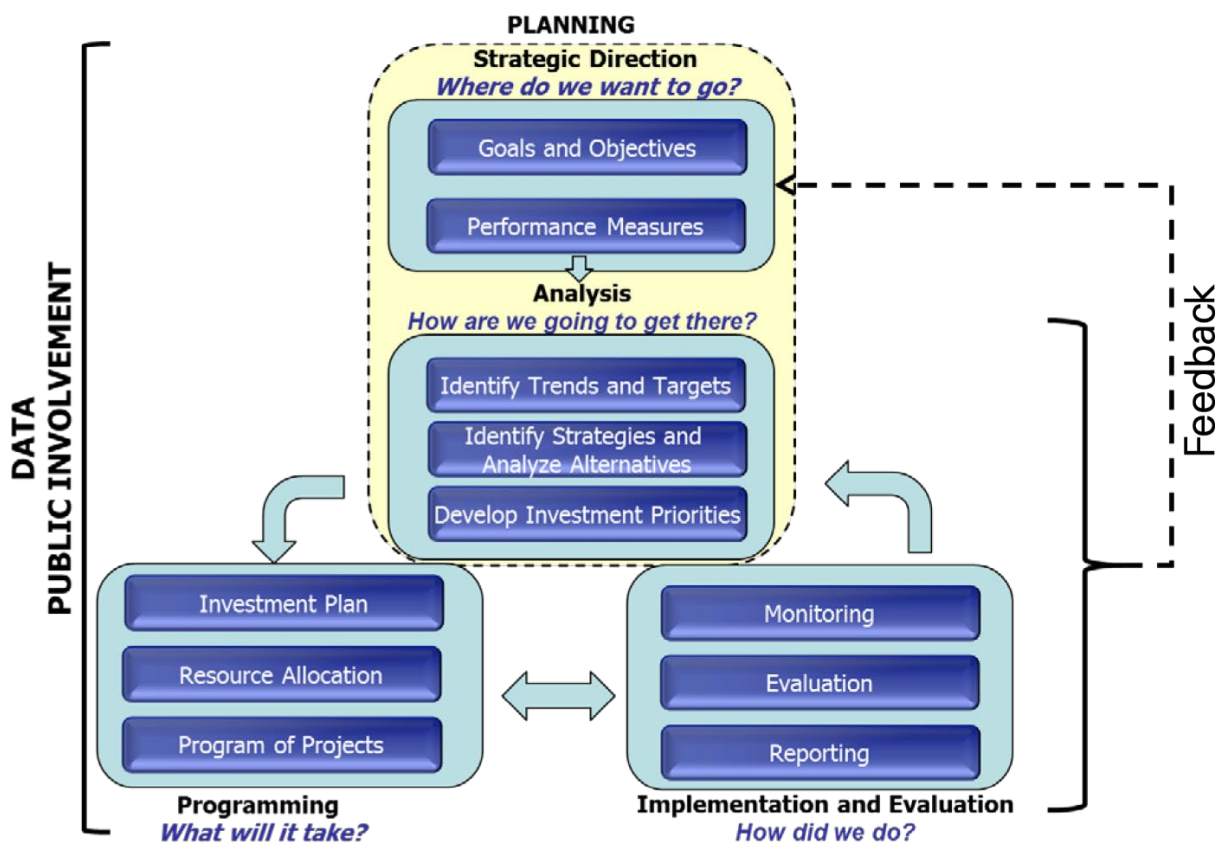 PLANNING
Strategic Direction
Where do we want to go?
Goals and Objectives
Performance Measures
Analysis
How are we going to get there?
Identify Trends and Targets
Identify Strategies and
Analyze Alternatives
Develop Investment Priorities
Investment Plan
Resource Allocation
Program of Projects
Programming
What will it take?
Monitoring
Evaluation
Reporting
Implementation and Evaluation
How did we do?
DATA
PUBLIC INVOLVEMENT
Feedback